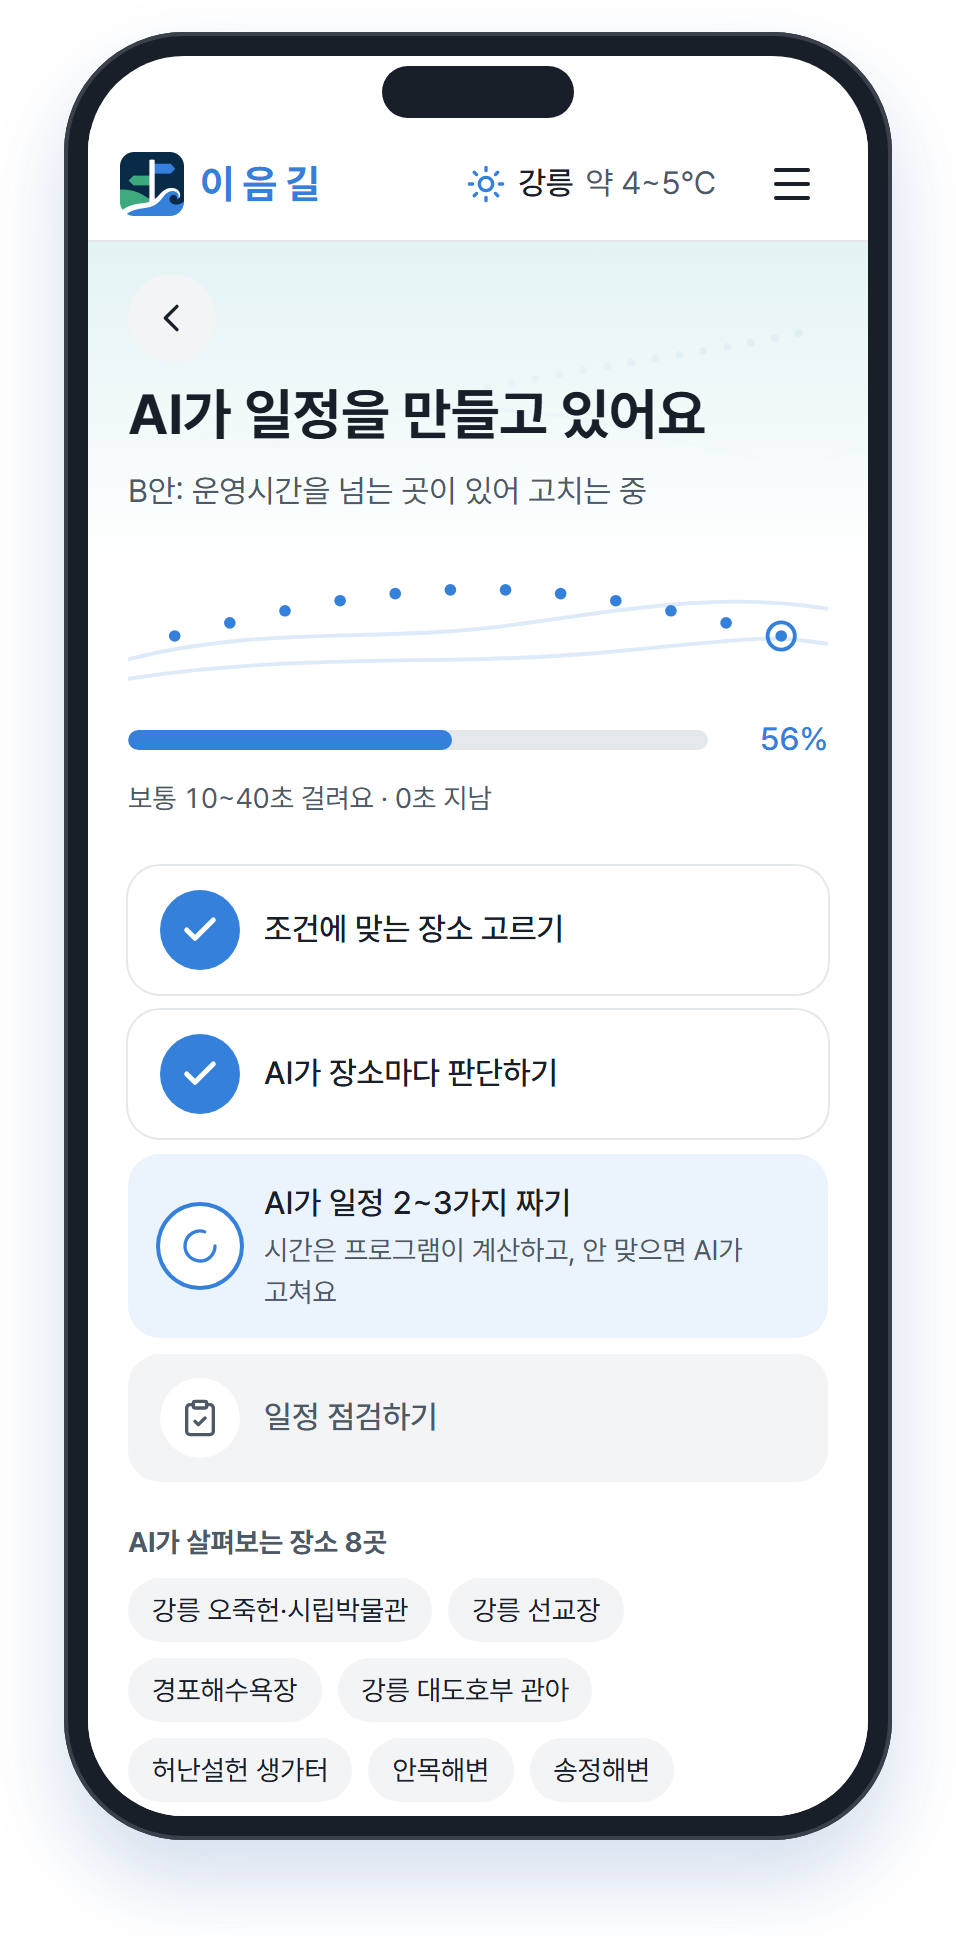 이음길
강릉 약 4~5°C
AI가 일정을 만들고 있어요
B안: 운영시간을 넘는 곳이 있어 고치는 중
56%
보통 10~40초 걸려요 · 0초 지남
조건에 맞는 장소 고르기
AI가 장소마다 판단하기
AI가 일정 2~3가지 짜기
시간은 프로그램이 계산하고, 안 맞으면 AI가
고쳐요
일정 점검하기
AI가 살펴보는 장소 8곳
강릉 오죽헌·시립박물관 강릉 선교장
경포해수욕장 강릉 대도호부 관아
허난설헌 생가터 안목해변 송정해변